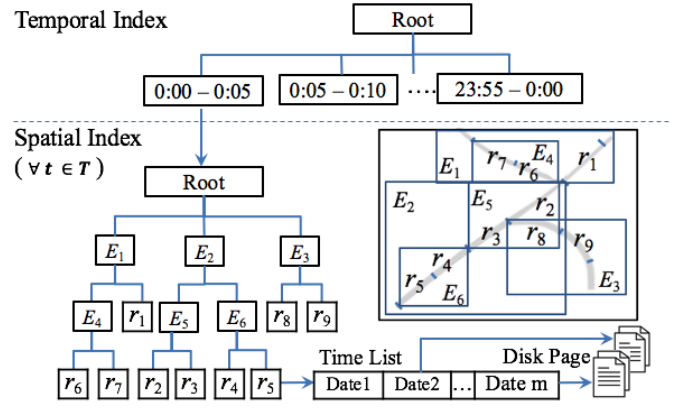 Temporal Index
Root
0:00 – 0:05
0:05 – 0:10
....
23:55 – 0:00
Spatial Index
( ∀ t ∈ T )
Root
E1
E2
E3
E4
r1
E5
E6
r8
r9
r6
r7
r2
r3
r4
r5
E1
r7
r6
E4
r1
E2
E5
r2
r3
r8
r9
r4
r5
E6
E3
Time List
Disk Page
Date1
Date2
...
Date m